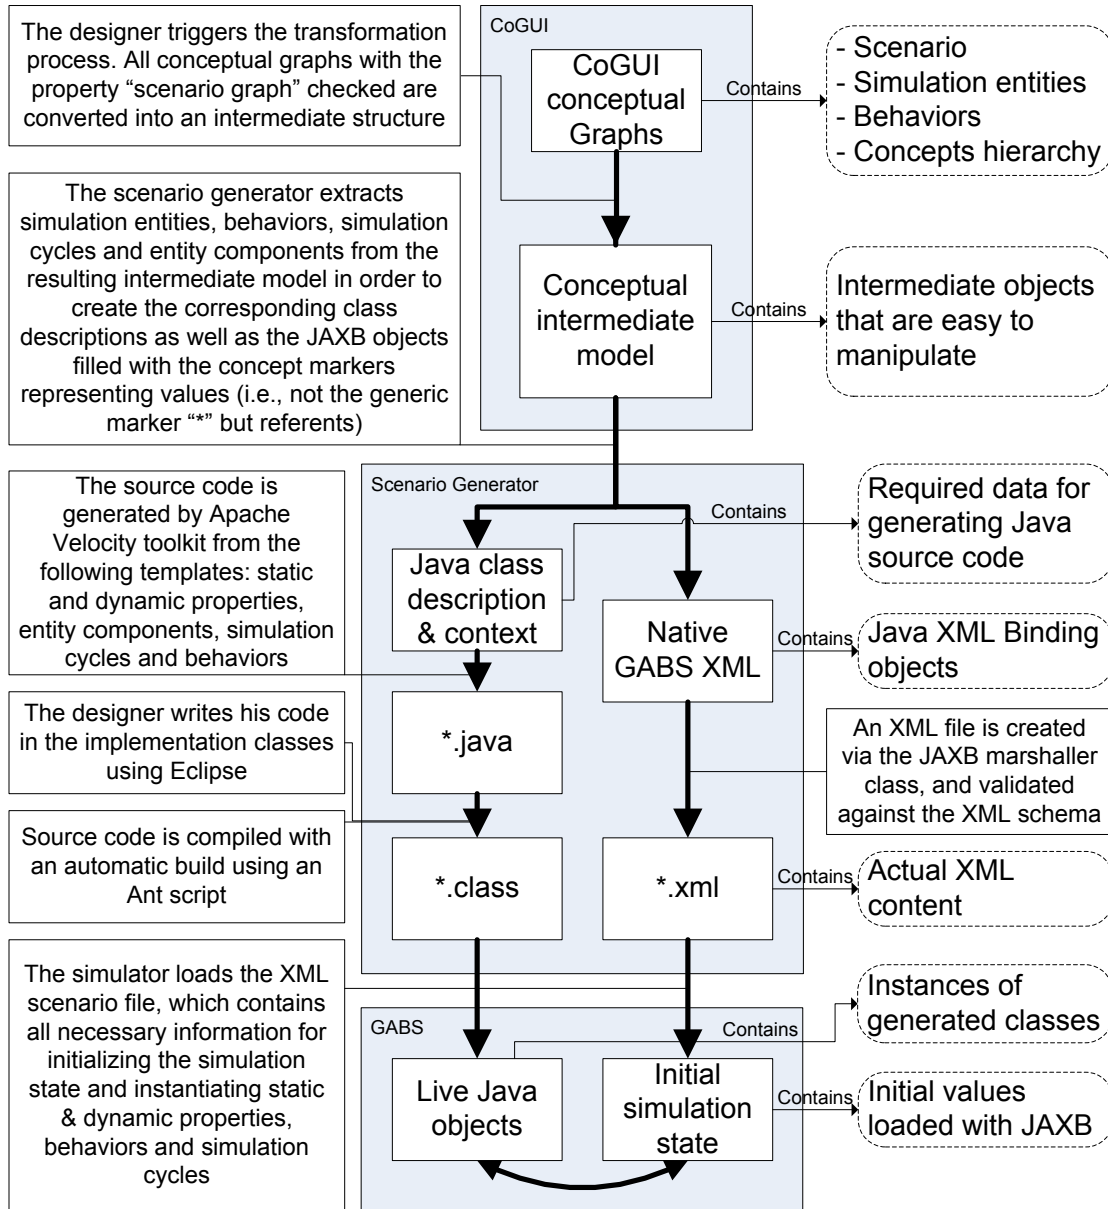 The designer triggers the transformation
process. All conceptual graphs with the
property “scenario graph” checked are
converted into an intermediate structure
CoGUI
CoGUI
conceptual
Graphs
Contains
- Scenario
- Simulation entities
- Behaviors
- Concepts hierarchy
The scenario generator extracts
simulation entities, behaviors, simulation
cycles and entity components from the
resulting intermediate model in order to
create the corresponding class
descriptions as well as the JAXB objects
filled with the concept markers
representing values (i.e., not the generic
marker “*” but referents)
Conceptual
intermediate
model
Contains
Intermediate objects
that are easy to
manipulate
Scenario Generator
The source code is
generated by Apache
Velocity toolkit from the
following templates: static
and dynamic properties,
entity components, simulation
cycles and behaviors
Java class
description
& context
Contains
Required data for
generating Java
source code
Native
GABS XML
Contains
Java XML Binding
objects
The designer writes his code
in the implementation classes
using Eclipse
*.java
An XML file is created
via the JAXB marshaller
class, and validated
against the XML schema
Source code is compiled with
an automatic build using an
Ant script
*.class
*.xml
Contains
Actual XML
content
The simulator loads the XML
scenario file, which contains
all necessary information for
initializing the simulation
state and instantiating static
& dynamic properties,
behaviors and simulation
cycles
GABS
Contains
Instances of
generated classes
Live Java
objects
Initial
simulation
state
Contains
Initial values
loaded with JAXB